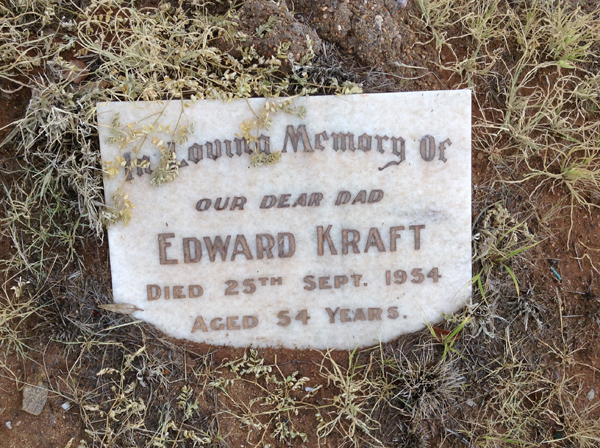 In Loving Memory Of
OUR DEAR DAD
EDWARD KRAFT
DIED 25TH SEPT. 1954
AGED 54 YEARS.